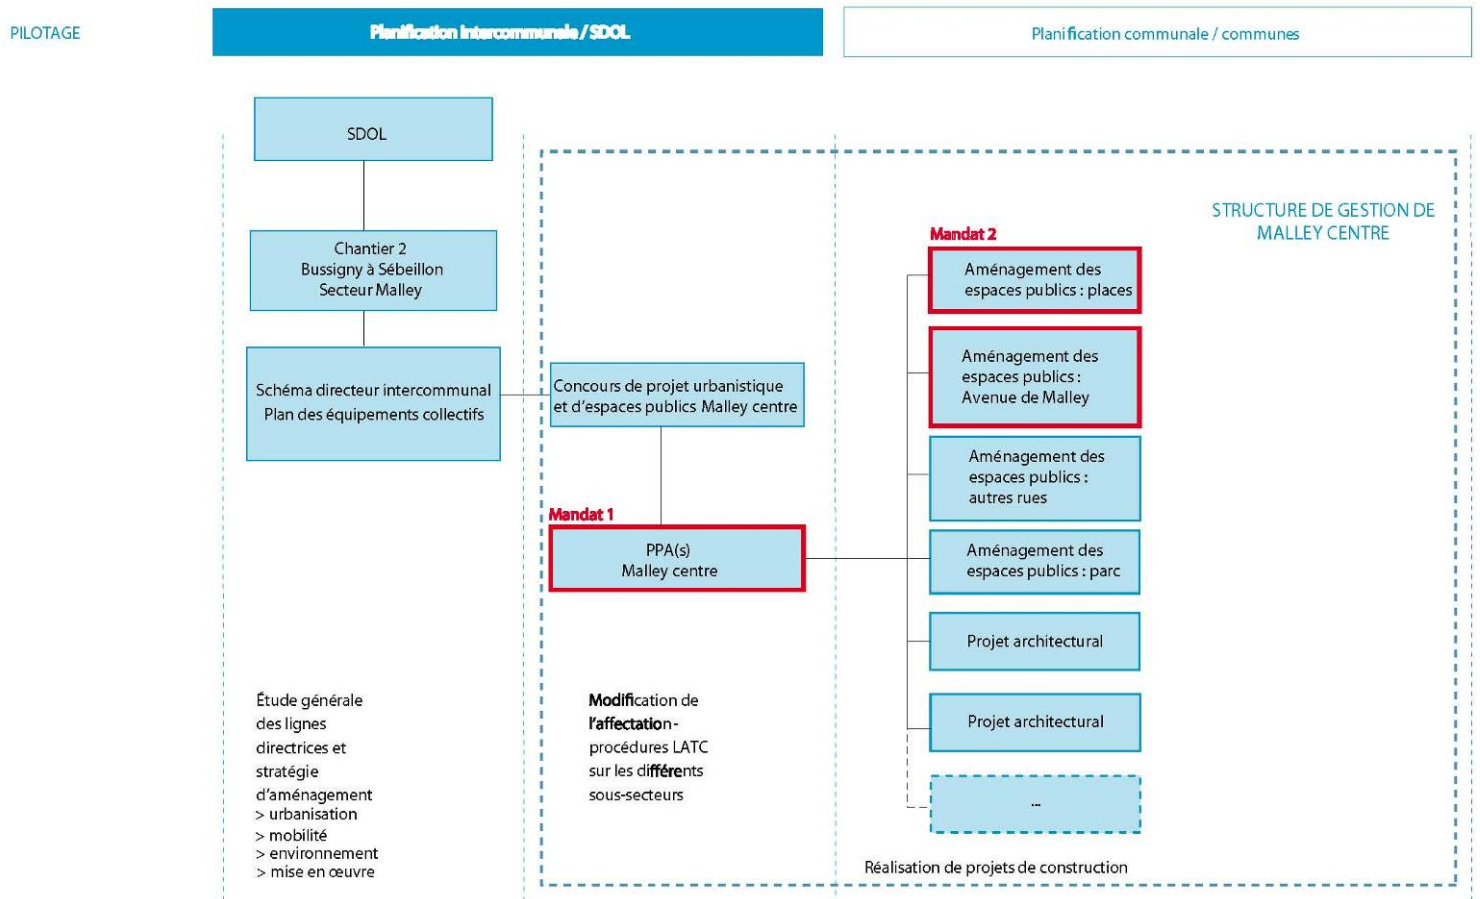 PILOTAGE
Planification intercommunale / SDOL
Planification communale / communes
SDOL
Chantier 2
Bussigny à Sébeillon
Secteur Malley
Schéma directeur intercommunal
Plan des équipements collectifs
Étude générale
des lignes
directrices et
stratégie
d'aménagement
> urbanisation
> mobilité
> environnement
> mise en œuvre
Concours de projet urbanistique
et d'espaces publics Malley centre
Mandat 1
PPA(s)
Malley centre
Modification de
l'affectation-
procédures LATC
sur les différents
sous-secteurs
STRUCTURE DE GESTION DE
MALLEY CENTRE
Mandat 2
Aménagement des
espaces publics : places
Aménagement des
espaces publics :
Avenue de Malley
Aménagement des
espaces publics :
autres rues
Aménagement des
espaces publics : parc
Projet architectural
Projet architectural
...
Réalisation de projets de construction